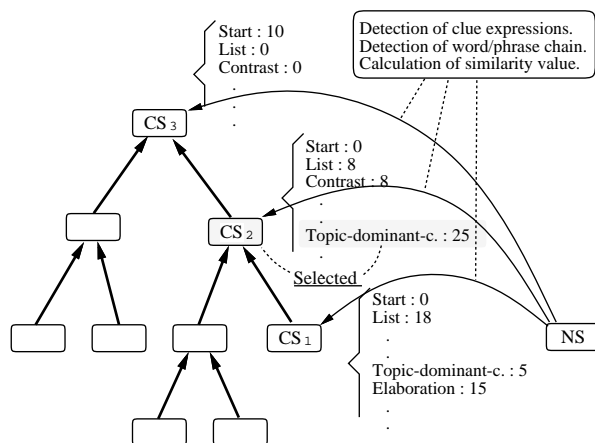 Start : 10
List : 0
Contrast : 0
Detection of clue expressions.
Detection of word/phrase chain.
Calculation of similarity value.
CS3
Start : 0
List : 8
Contrast : 8
CS2
Topic-dominant-c. : 25
Selected
Start : 0
List : 18
CS1
NS
Topic-dominant-c. : 5
Elaboration : 15